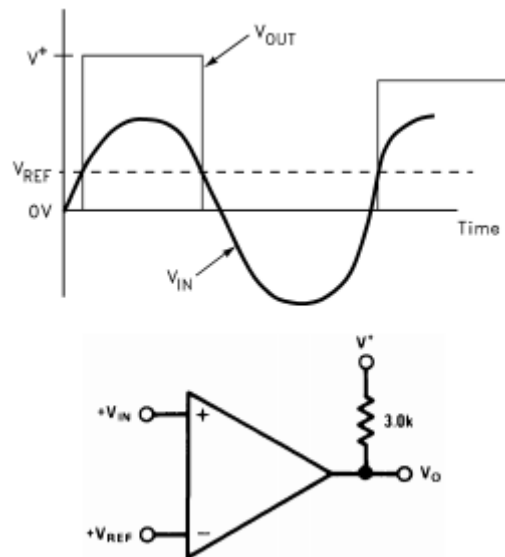 V+
VOUT
VREF
0V
Time
VIN
V+
3.0k
+VIN
+
VO
+VREF
−